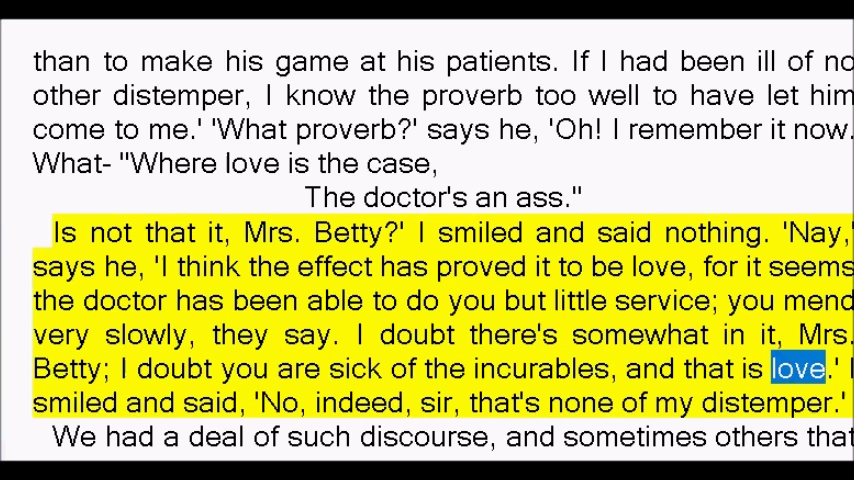 than to make his game at his patients. If I had been ill of no
other distemper, I know the proverb too well to have let him
come to me.' 'What proverb?' says he, 'Oh! I remember it now.
What- "Where love is the case,
The doctor's an ass."
Is not that it, Mrs. Betty?' I smiled and said nothing. 'Nay,'
says he, 'I think the effect has proved it to be love, for it seems
the doctor has been able to do you but little service; you mend
very slowly, they say. I doubt there's somewhat in it, Mrs.
Betty; I doubt you are sick of the incurables, and that is love.' I
smiled and said, 'No, indeed, sir, that's none of my distemper.'
We had a deal of such discourse, and sometimes others that